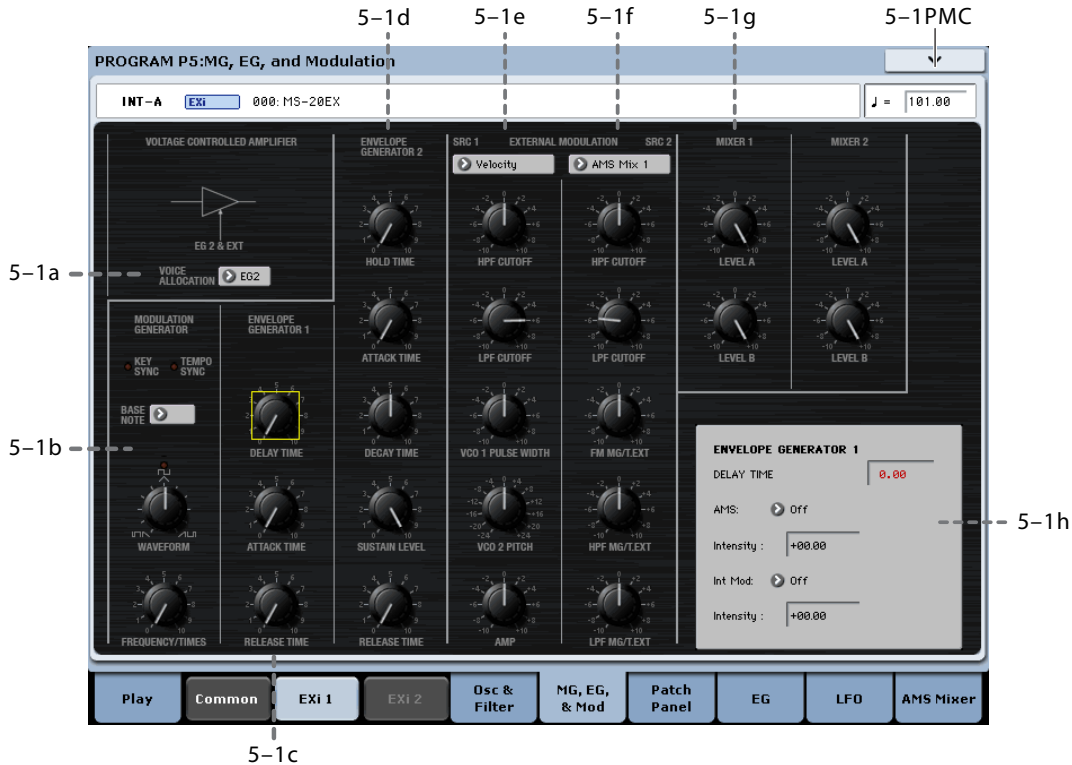 5–1d
5–1e
5–1f
5–1g
5–1PMC
PROGRAM P5:MG, EG, and Modulation
INT-A
EXi
000: MS-20EX
♩ =
101.00
VOLTAGE CONTROLLED AMPLIFIER
EG 2 & EXT
5–1a
VOICE
ALLOCATION
EG2
ENVELOPE
GENERATOR 2
HOLD TIME
ATTACK TIME
DECAY TIME
SUSTAIN LEVEL
RELEASE TIME
SRC 1
EXTERNAL MODULATION
SRC 2
Velocity
AMS Mix 1
HPF CUTOFF
HPF CUTOFF
LPF CUTOFF
LPF CUTOFF
VCO 1 PULSE WIDTH
FM MG/T.EXT
VCO 2 PITCH
HPF MG/T.EXT
AMP
LPF MG/T.EXT
MIXER 1
MIXER 2
LEVEL A
LEVEL A
LEVEL B
LEVEL B
MODULATION
GENERATOR
KEY
SYNC
TEMPO
SYNC
BASE
NOTE
5–1b
WAVEFORM
FREQUENCY/TIMES
ENVELOPE
GENERATOR 1
DELAY TIME
ATTACK TIME
RELEASE TIME
ENVELOPE GENERATOR 1
DELAY TIME
0.00
AMS:
Off
Intensity :
+00.00
Int Mod:
Off
Intensity :
+00.00
5–1h
Play
Common
EXi 1
EXi 2
Osc &
Filter
MG, EG,
& Mod
Patch
Panel
EG
LFO
AMS Mixer
5–1c